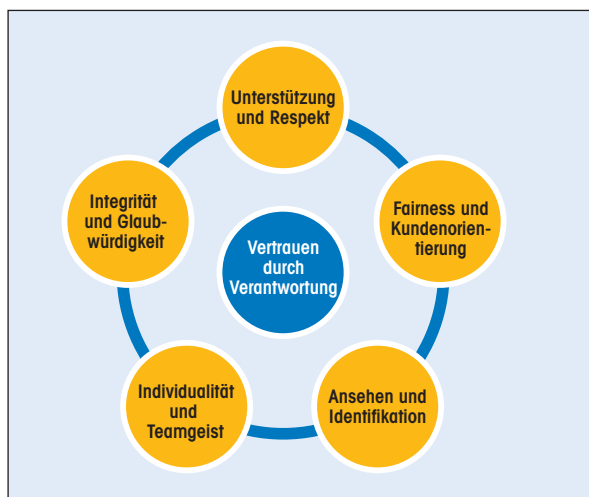 Unterstützung
und Respekt
Fairness und
Kundenorien-
tierung
Ansehen und
Identifikation
Individualität
und
Teamgeist
Integrität
und Glaub-
würdigkeit
Vertrauen
durch
Verantwortung